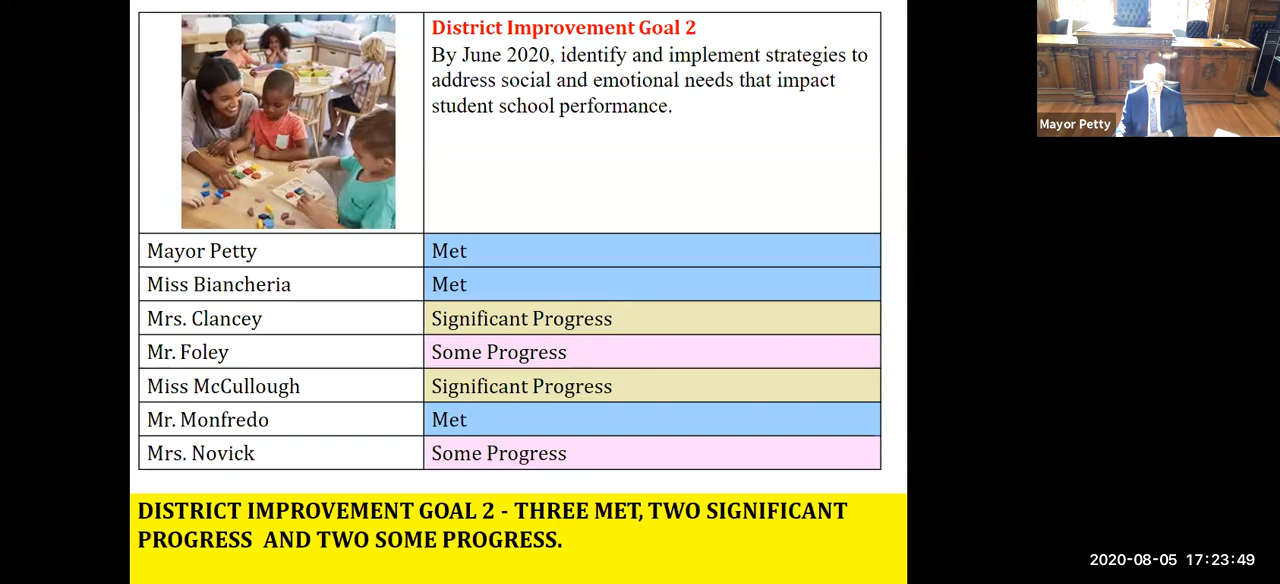 District Improvement Goal 2
By June 2020, identify and implement strategies to
address social and emotional needs that impact
student school performance.
Mayor Petty
Mayor Petty Met
Miss Biancheria Met
Mrs. Clancey Significant Progress
Mr. Foley Some Progress
Miss McCullough Significant Progress
Mr. Monfredo Met
Mrs. Novick Some Progress
DISTRICT IMPROVEMENT GOAL 2 - THREE MET, TWO SIGNIFICANT
PROGRESS AND TWO SOME PROGRESS.
2020-08-05 17:23:49